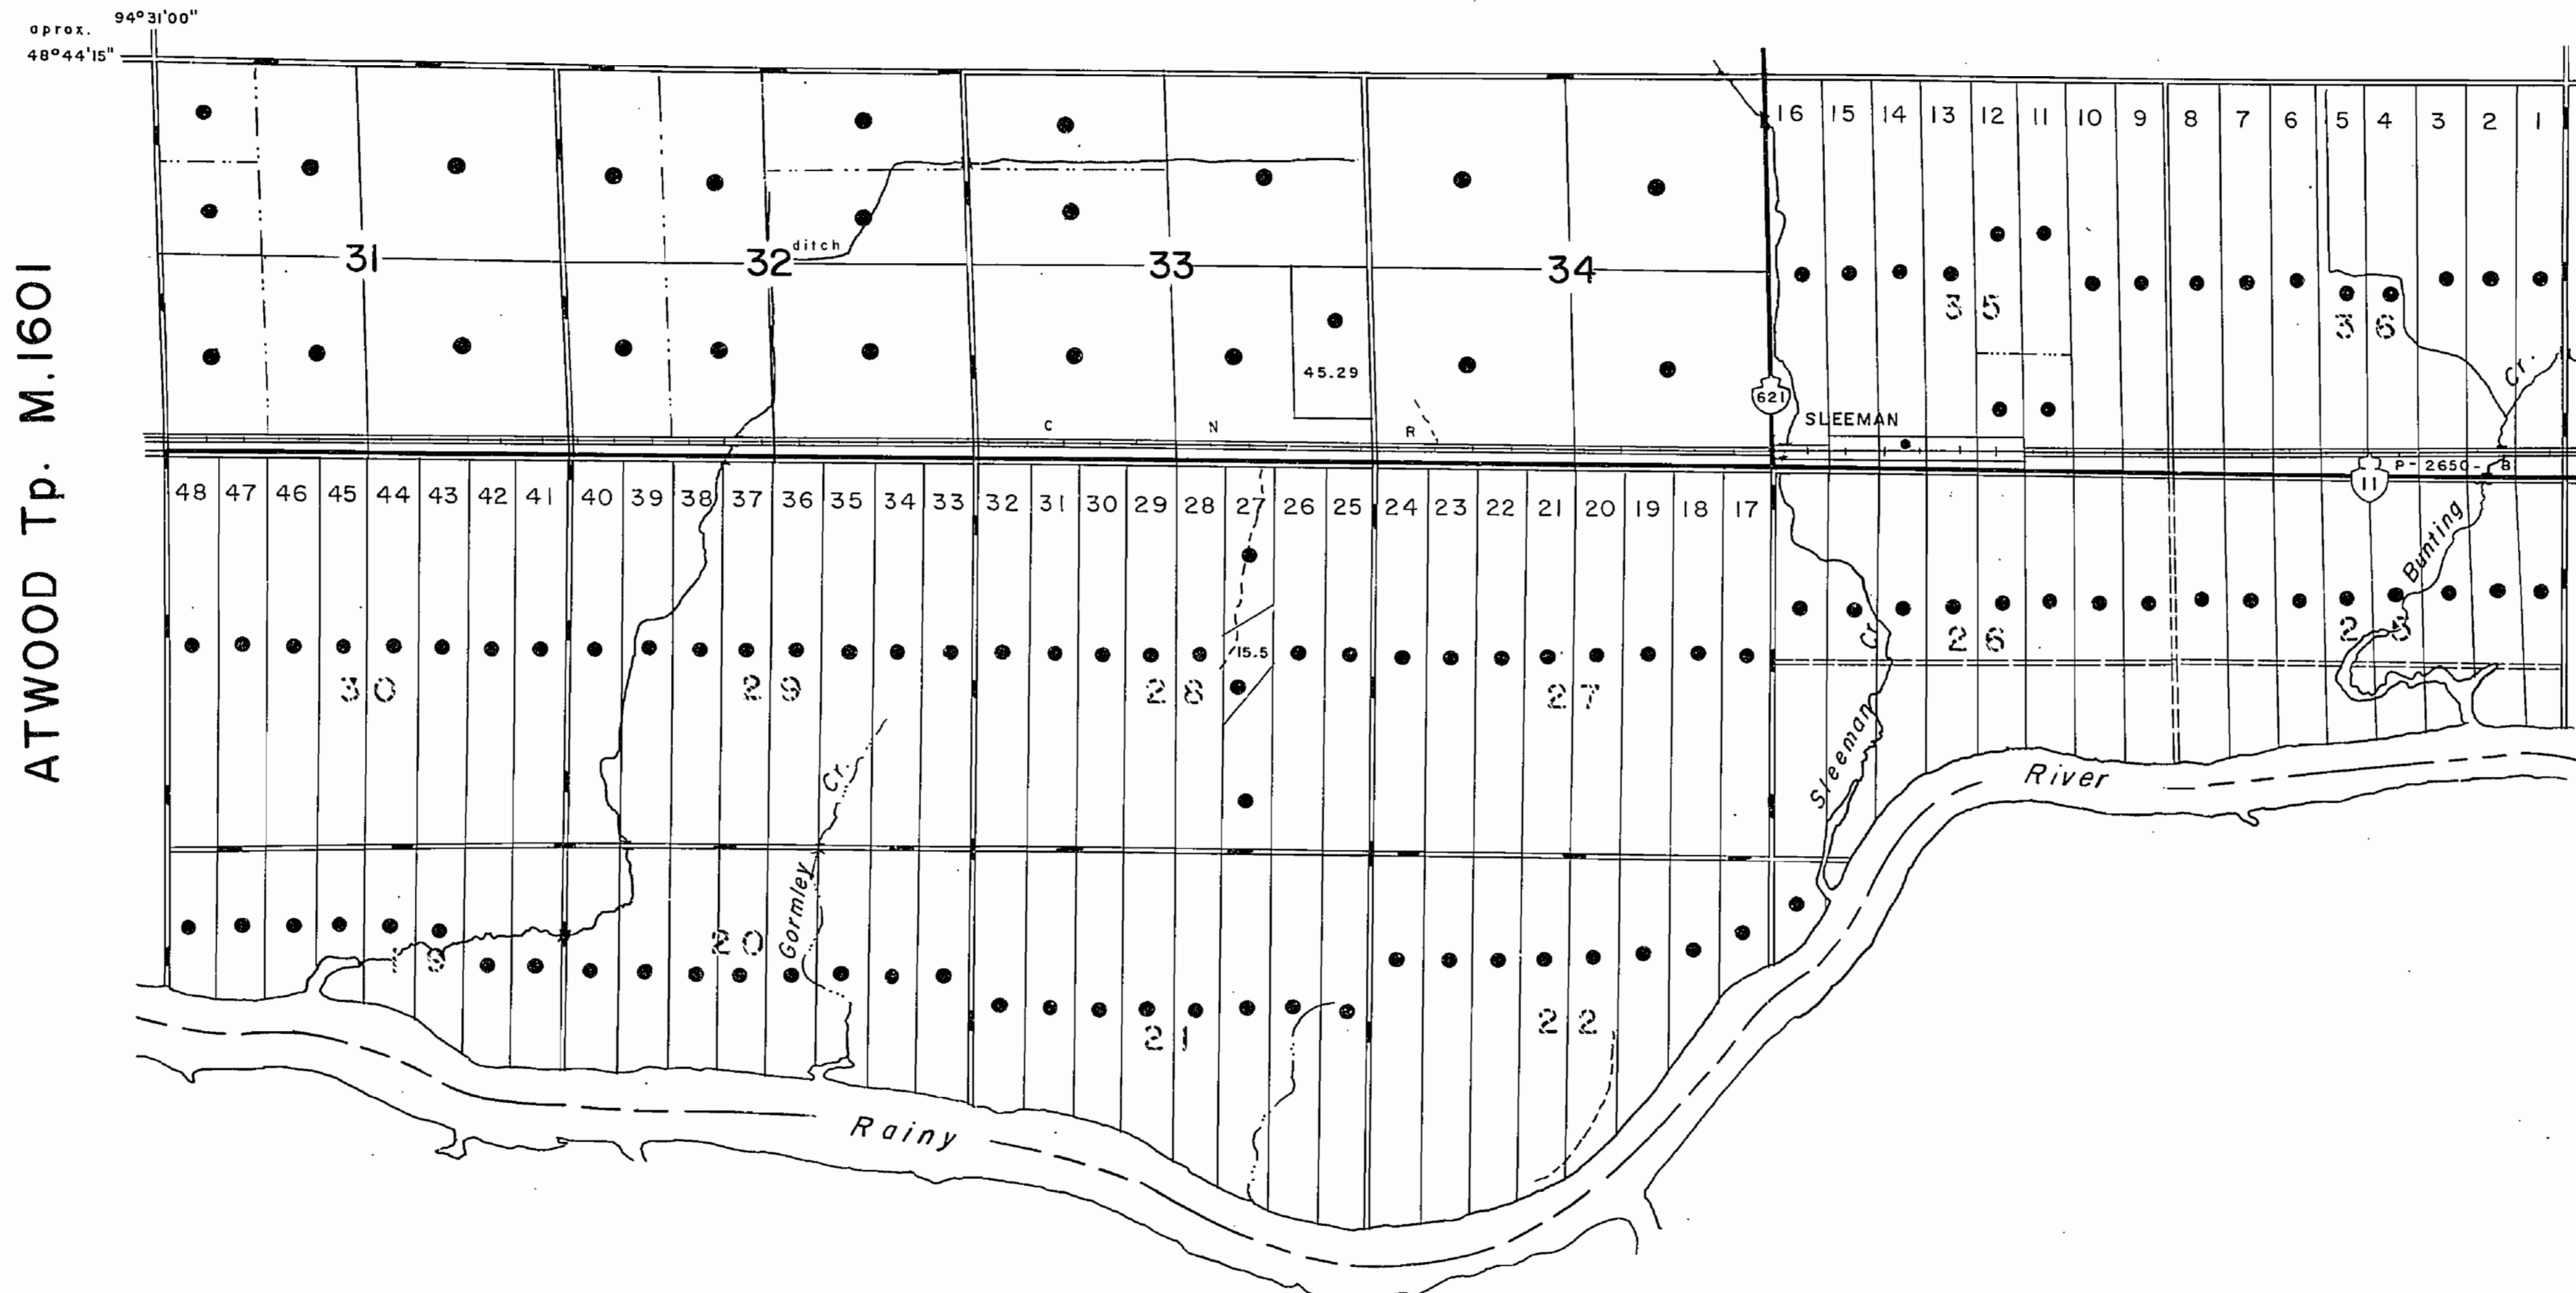 94°31'00"
aprox.
48°44'15"
ATWOOD Tp. M.1601
16 15 14 13 12 11 10 9 8 7 6 5 4 3 2 1
31 32 ditch 33 34
35 36
45.29
621
SLEEMAN
Cr.
C N R
P-2650-B
11
48 47 46 45 44 43 42 41 40 39 38 37 36 35 34 33 32 31 30 29 28 27 26 25 24 23 22 21 20 19 18 17
Bunting
15.5
Sleeman Cr.
26
30 29 28 27
Gormley Cr.
River
20
21 22
Rainy